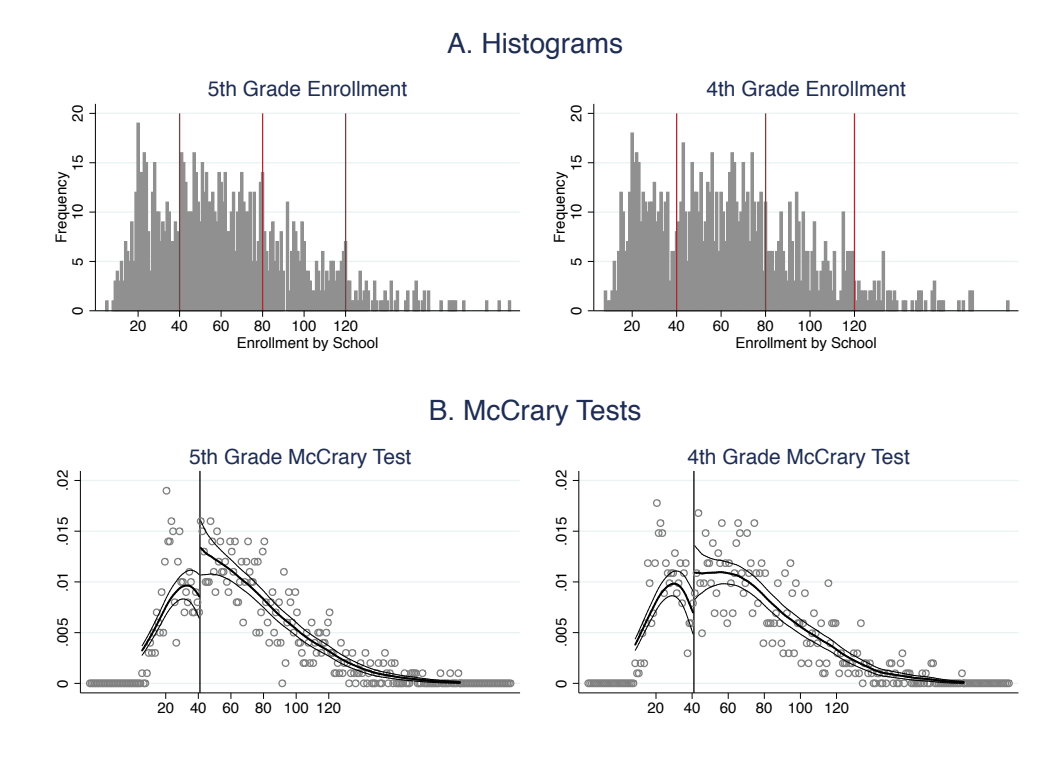 A. Histograms
5th Grade Enrollment
4th Grade Enrollment
Frequency
0 5 10 15 20
20 40 60 80 100 120
Enrollment by School
Frequency
0 5 10 15 20
20 40 60 80 100 120
Enrollment by School
B. McCrary Tests
5th Grade McCrary Test
4th Grade McCrary Test
0 .005 .01 .015 .02
20 40 60 80 100 120
0 .005 .01 .015 .02
20 40 60 80 100 120